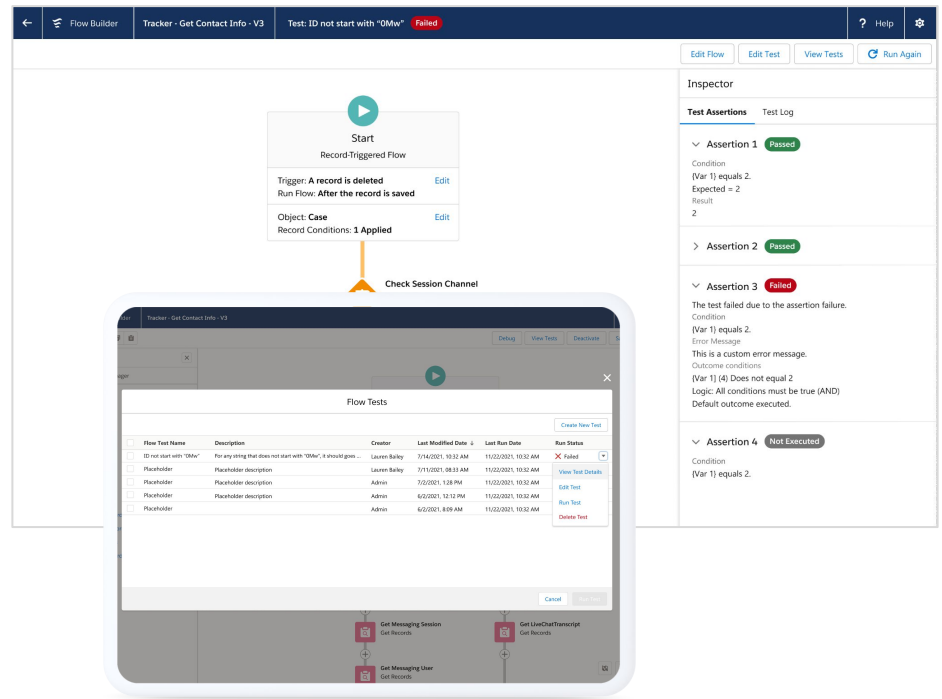 Flow Builder
Tracker - Get Contact Info - V3
Test: ID not start with "0Mw" Failed
? Help
Edit Flow
Edit Test
View Tests
Run Again
Start
Record-Triggered Flow
Trigger: A record is deleted Edit
Run Flow: After the record is saved
Object: Case Edit
Record Conditions: 1 Applied
Check Session Channel
Inspector
Test Assertions Test Log
Assertion 1 Passed
Condition
{Var 1} equals 2.
Expected = 2
Result
2
Assertion 2 Passed
Assertion 3 Failed
The test failed due to the assertion failure.
Condition
{Var 1} equals 2.
Error Message
This is a custom error message.
Outcome conditions
{Var 1] (4) Does not equal 2
Logic: All conditions must be true (AND)
Default outcome executed.
Assertion 4 Not Executed
Condition
{Var 1} equals 2.
Tracker - Get Contact Info - V3
Debug View Tests Deactivate
Flow Tests
Create New Test
Flow Test Name Description Creator Last Modified Date ↓ Last Run Date Run Status
ID not start with "0Mw" For any string that does not start with "0Mw", it should goes ... Lauren Bailey 7/14/2021, 10:32 AM 11/22/2021, 10:32 AM Failed
Placeholder Placeholder description Lauren Bailey 7/11/2021, 08:33 AM 11/22/2021, 10:32 AM
Placeholder Placeholder description Admin 7/2/2021, 1:28 PM 11/22/2021, 10:32 AM
Placeholder Placeholder description Admin 6/2/2021, 12:12 PM 11/22/2021, 10:32 AM
Placeholder Admin 6/2/2021, 8:09 AM 11/22/2021, 10:32 AM
View Test Details
Edit Test
Run Test
Delete Test
Cancel Run Test
Get Messaging Session
Get Records
Get LiveChatTranscript
Get Records
Get Messaging User
Get Records